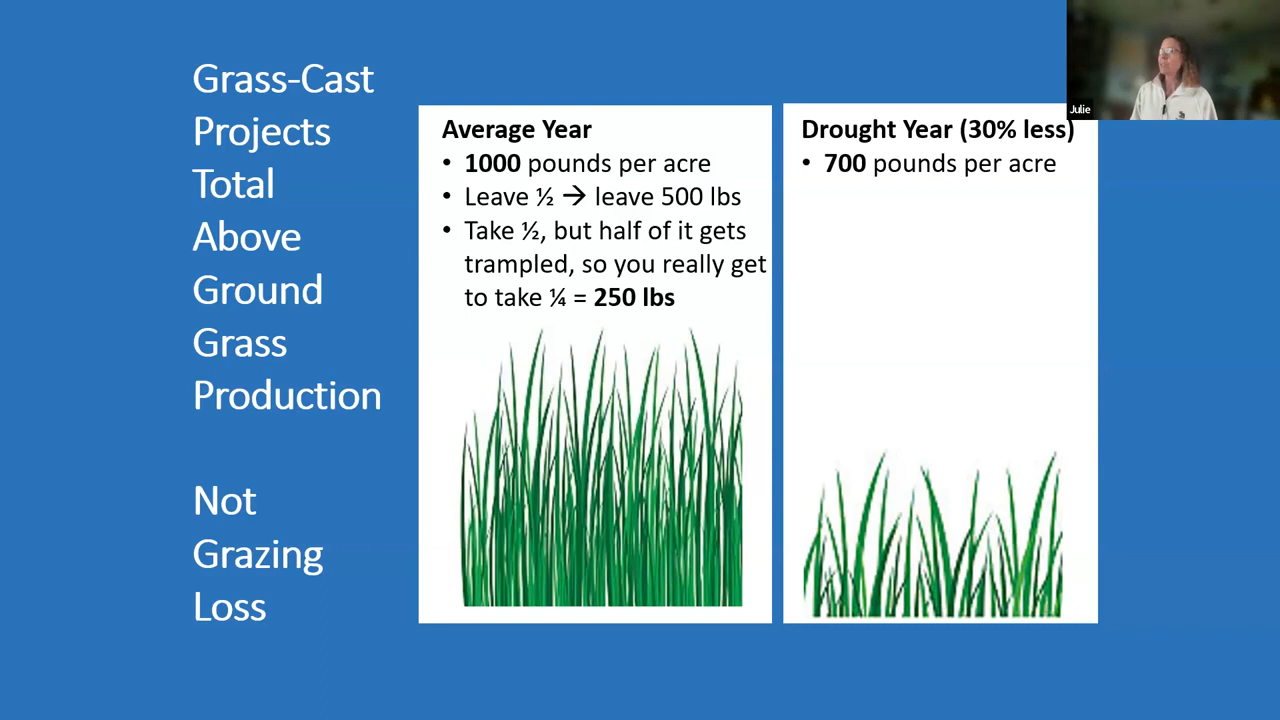 Grass-Cast
Projects
Total
Above
Ground
Grass
Production
Not
Grazing
Loss
Average Year
• 1000 pounds per acre
• Leave ½ → leave 500 lbs
• Take ½, but half of it gets
trampled, so you really get
to take ¼ = 250 lbs
Drought Year (30% less)
• 700 pounds per acre
Julie